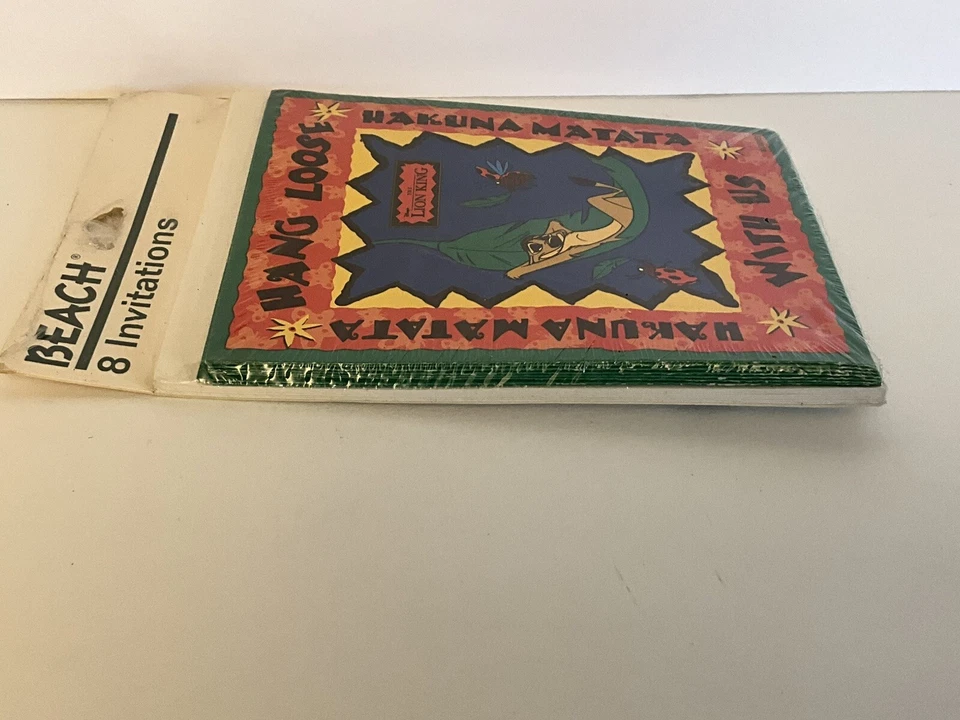 BEACH®
8 Invitations
HANG LOOSE
HAKUNA MATATA
THE
LION KING
HAKUNA MATATA
WITH US